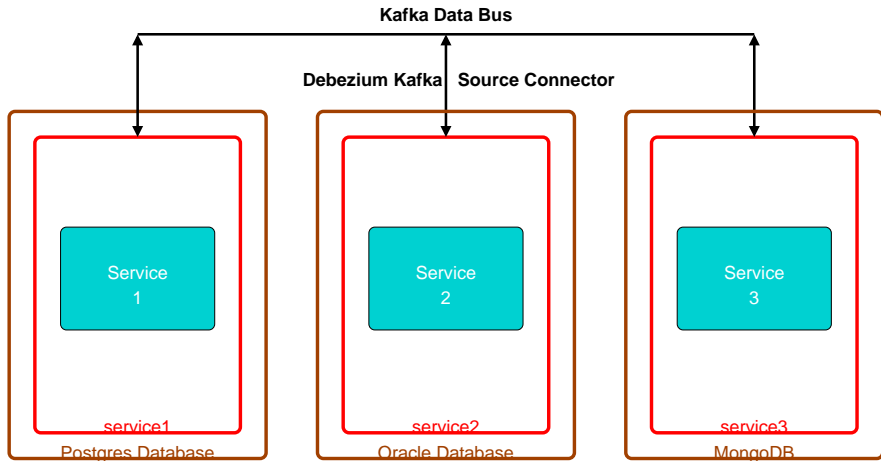 Kafka Data Bus
Debezium Kafka Source Connector
Service
1
Service
2
Service
3
service1
service2
service3
Postgres Database
Oracle Database
MongoDB